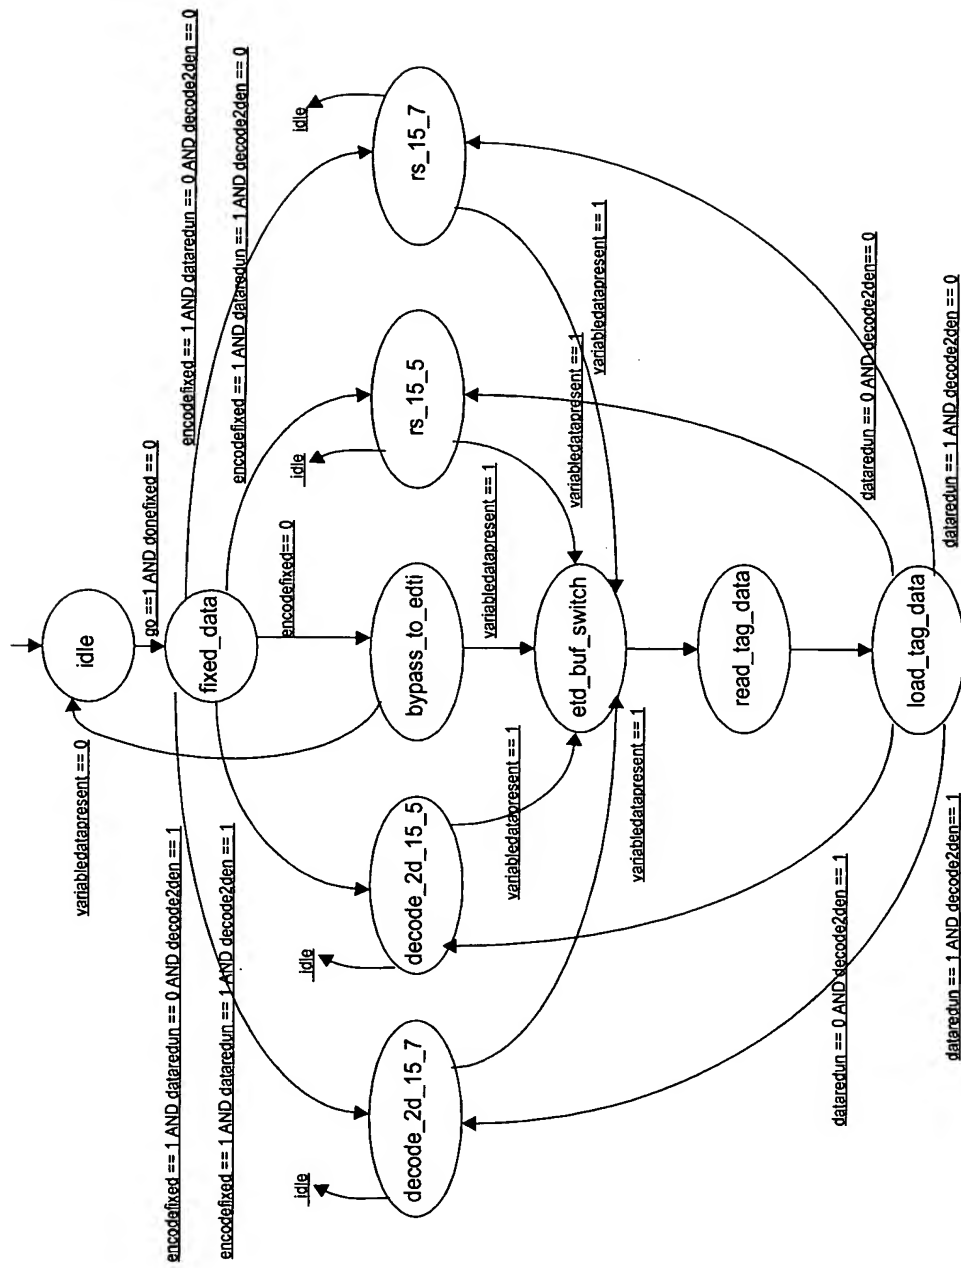 encodefixed == 1 AND dataredun == 0 AND decode2den == 1
encodefixed == 1 AND dataredun == 1 AND decode2den == 1
variabledatapresent == 0
idle
go ==1 AND donefixed == 0
encodefixed == 1 AND dataredun == 0 AND decode2den == 0
encodefixed == 1 AND dataredun == 1 AND decode2den == 0
fixed_data
encodefixed== 0
idle
idle
idle
idle
decode_2d_15_7
decode_2d_15_5
bypass_to_edti
rs_15_5
rs_15_7
variabledatapresent == 1
variabledatapresent == 1
variabledatapresent == 1
variabledatapresent == 1
variabledatapresent == 1
etd_buf_switch
read_tag_data
load_tag_data
dataredun == 0 AND decode2den == 1
dataredun == 1 AND decode2den== 1
dataredun == 0 AND decode2den== 0
dataredun == 1 AND decode2den == 0